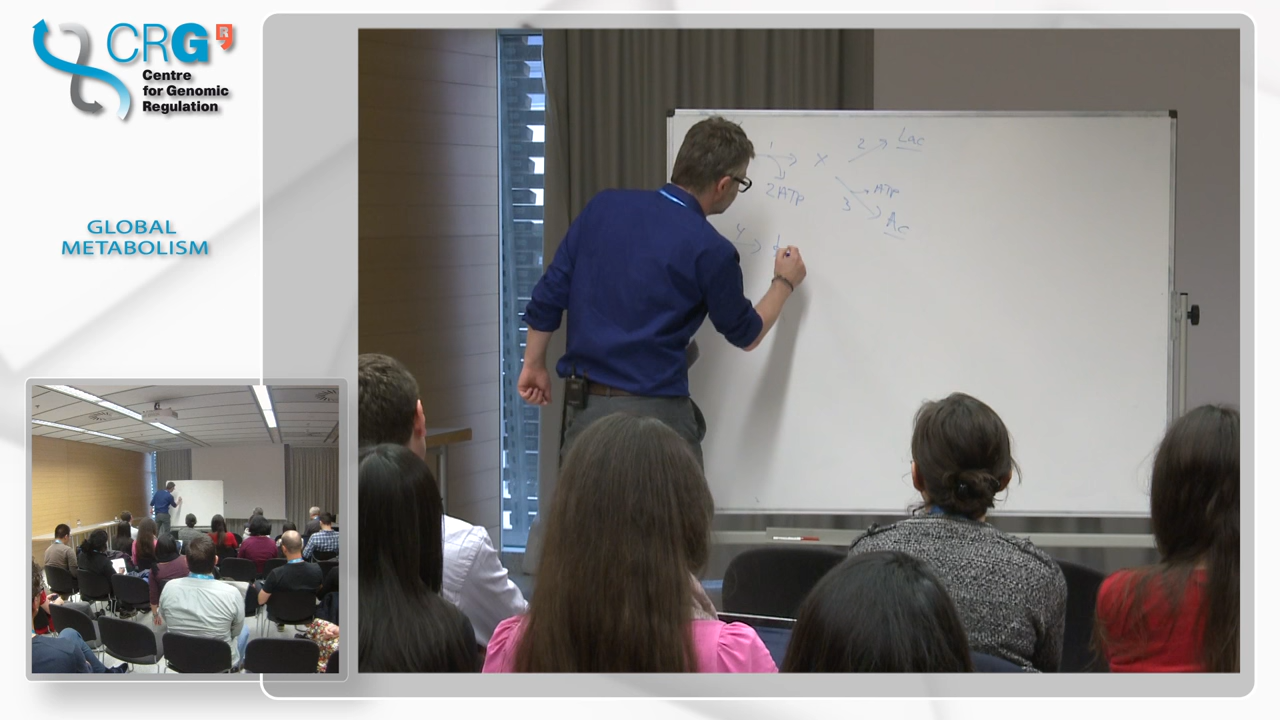 CRG
R
Centre
for Genomic
Regulation
GLOBAL
METABOLISM
1 X 2 Lac
2ATP 3 ATP
Ac
4